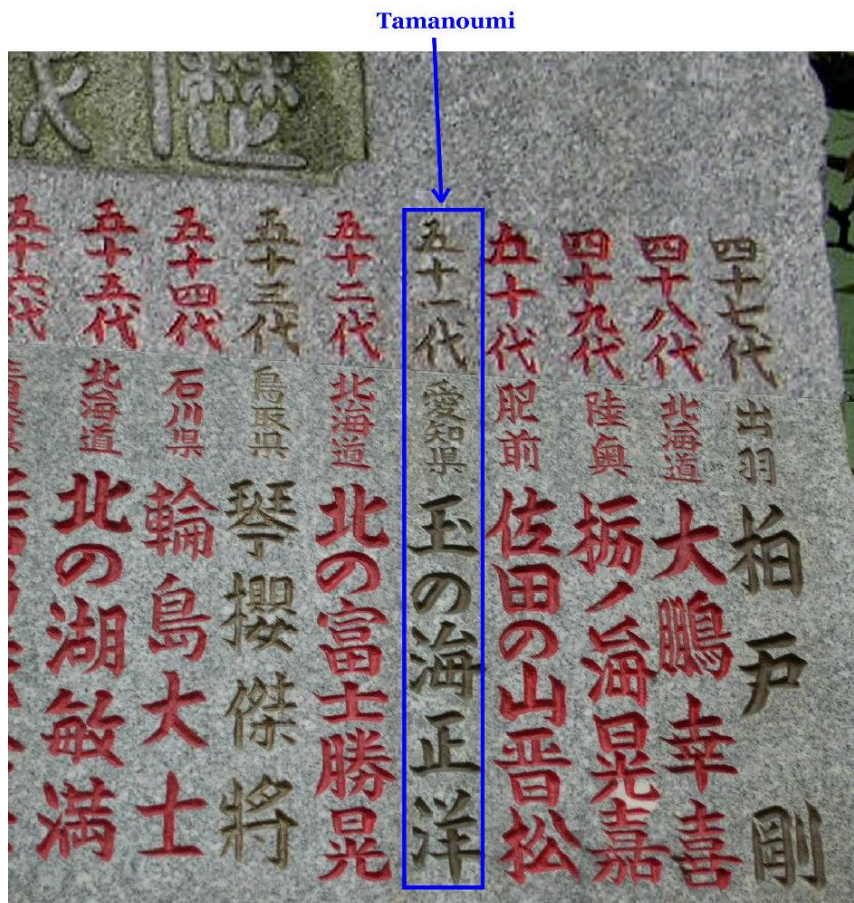 Tamanoumi
四十七代 出羽 柏戸剛
四十八代 北海道 大鵬幸喜
四十九代 陸奥 栃ノ海晃嘉
五十代 肥前 佐田の山晋松
五十一代 愛知県 玉の海正洋
五十二代 北海道 北の富士勝晃
五十三代 鳥取県 琴櫻傑將
五十四代 石川県 輪島大士
五十五代 北海道 北の湖敏満
五十六代